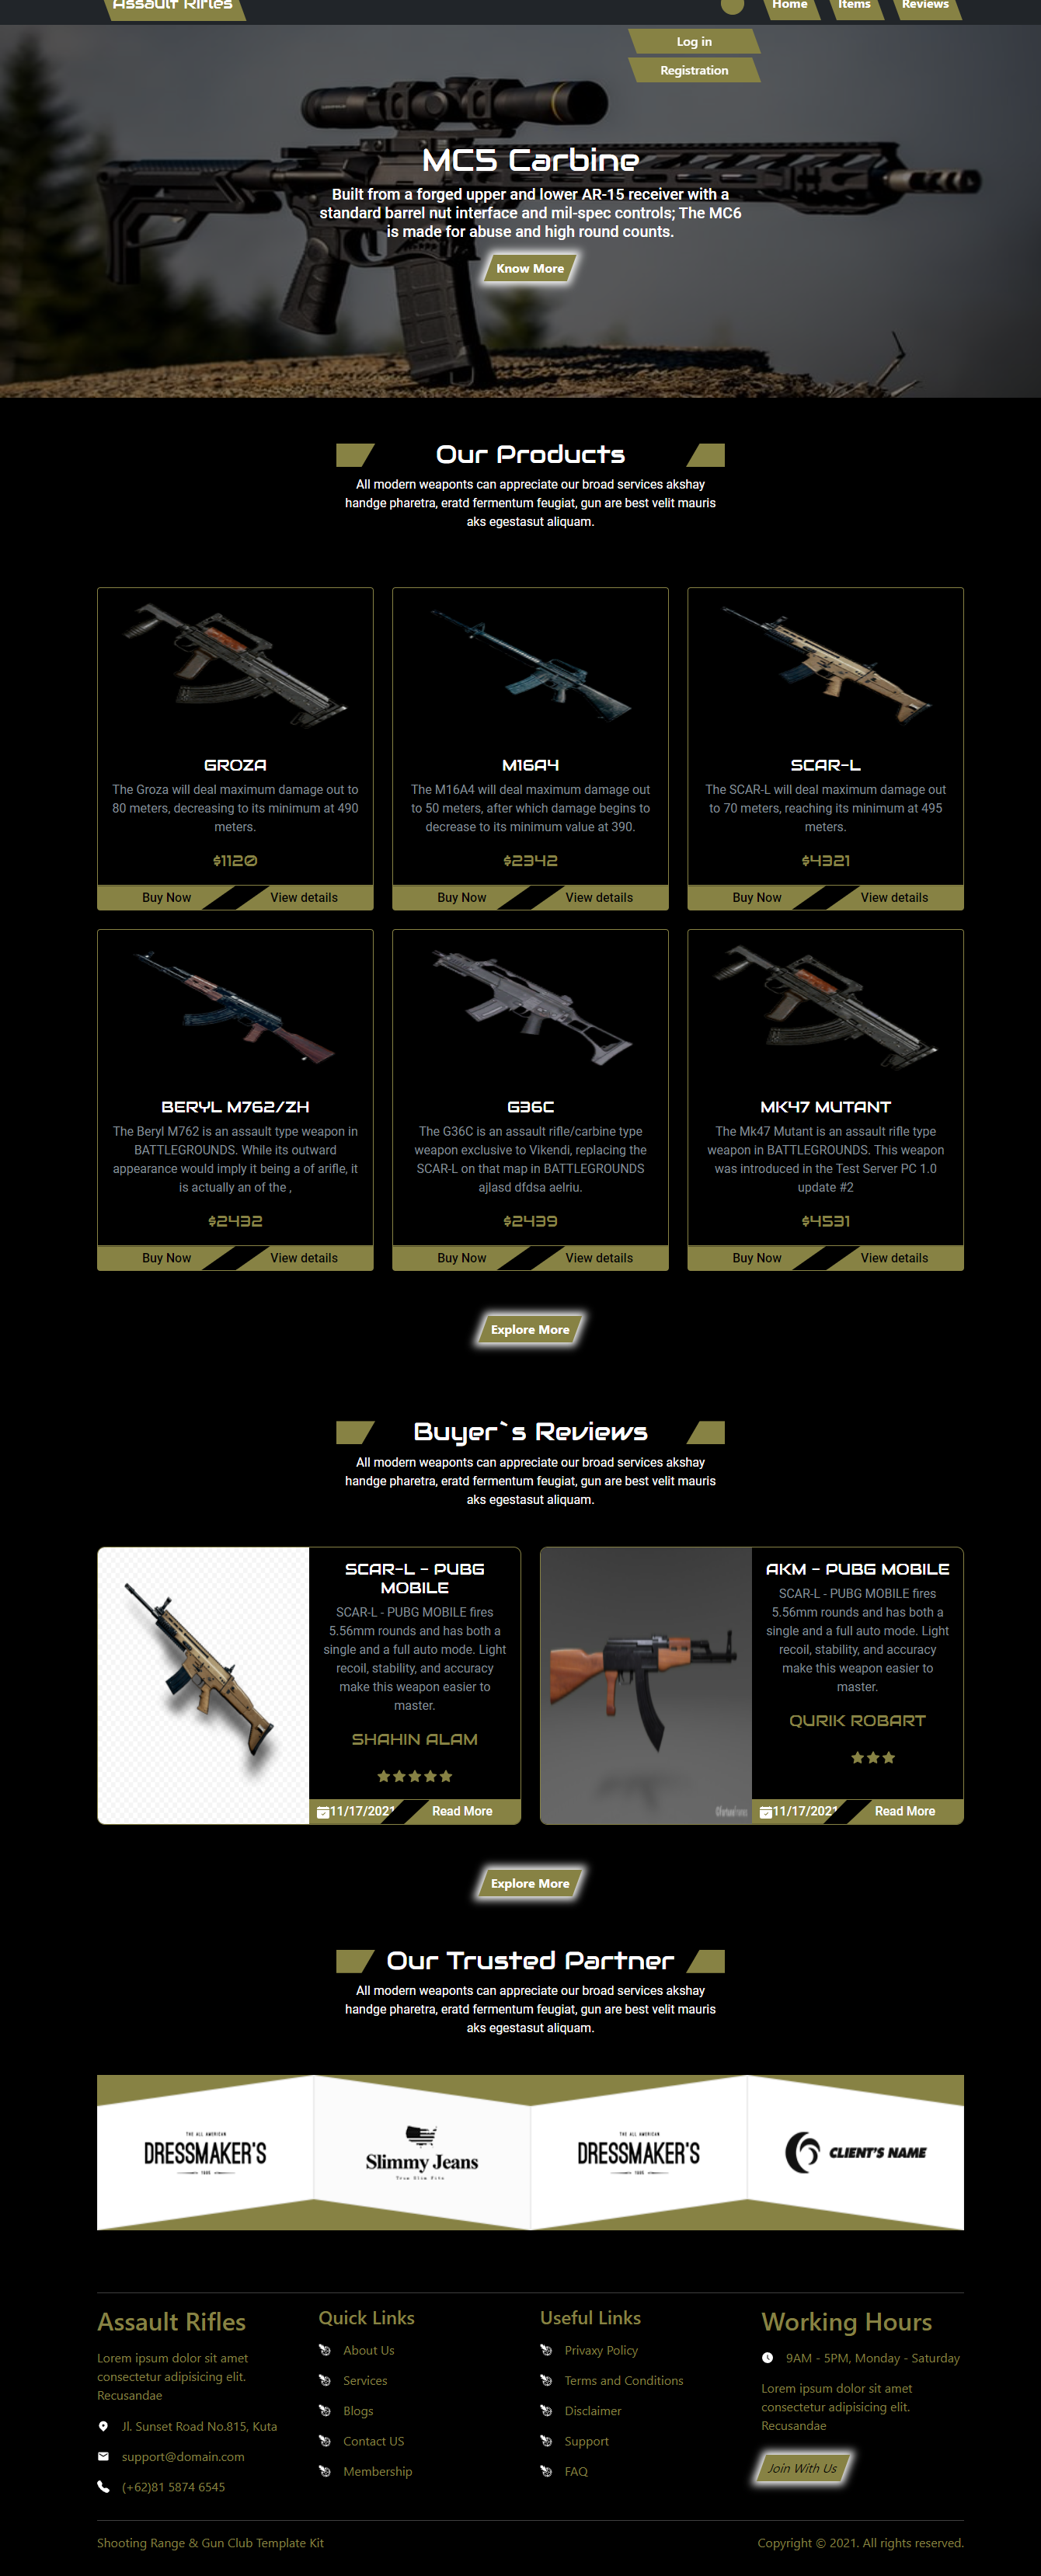 Assault Rifles
Home
Items
Reviews
Log in
Registration
MC5 Carbine
Built from a forged upper and lower AR-15 receiver with a
standard barrel nut interface and mil-spec controls; The MC6
is made for abuse and high round counts.
Know More
Our Products
All modern weaponts can appreciate our broad services akshay
handge pharetra, eratd fermentum feugiat, gun are best velit mauris
aks egestasut aliquam.
GROZA
The Groza will deal maximum damage out to
80 meters, decreasing to its minimum at 490
meters.
$1120
Buy Now
View details
M16A4
The M16A4 will deal maximum damage out
to 50 meters, after which damage begins to
decrease to its minimum value at 390.
$2342
Buy Now
View details
SCAR-L
The SCAR-L will deal maximum damage out
to 70 meters, reaching its minimum at 495
meters.
$4321
Buy Now
View details
BERYL M762/ZH
The Beryl M762 is an assault type weapon in
BATTLEGROUNDS. While its outward
appearance would imply it being a of arifle, it
is actually an of the ,
$2432
Buy Now
View details
G36C
The G36C is an assault rifle/carbine type
weapon exclusive to Vikendi, replacing the
SCAR-L on that map in BATTLEGROUNDS
ajlasd dfdsa aelriu.
$2439
Buy Now
View details
MK47 MUTANT
The Mk47 Mutant is an assault rifle type
weapon in BATTLEGROUNDS. This weapon
was introduced in the Test Server PC 1.0
update #2
$4531
Buy Now
View details
Explore More
Buyer`s Reviews
All modern weaponts can appreciate our broad services akshay
handge pharetra, eratd fermentum feugiat, gun are best velit mauris
aks egestasut aliquam.
SCAR-L - PUBG
MOBILE
SCAR-L - PUBG MOBILE fires
5.56mm rounds and has both a
single and a full auto mode. Light
recoil, stability, and accuracy
make this weapon easier to
master.
SHAHIN ALAM
11/17/2021
Read More
AKM - PUBG MOBILE
SCAR-L - PUBG MOBILE fires
5.56mm rounds and has both a
single and a full auto mode. Light
recoil, stability, and accuracy
make this weapon easier to
master.
QURIK ROBART
11/17/2021
Read More
Explore More
Our Trusted Partner
All modern weaponts can appreciate our broad services akshay
handge pharetra, eratd fermentum feugiat, gun are best velit mauris
aks egestasut aliquam.
THE ALL AMERICAN
DRESSMAKER'S
Slimmy Jeans
True Slim Fits
THE ALL AMERICAN
DRESSMAKER'S
CLIENT'S NAME
Assault Rifles
Lorem ipsum dolor sit amet
consectetur adipisicing elit.
Recusandae
Jl. Sunset Road No.815, Kuta
support@domain.com
(+62)81 5874 6545
Quick Links
About Us
Services
Blogs
Contact US
Membership
Useful Links
Privaxy Policy
Terms and Conditions
Disclaimer
Support
FAQ
Working Hours
9AM - 5PM, Monday - Saturday
Lorem ipsum dolor sit amet
consectetur adipisicing elit.
Recusandae
Join With Us
Shooting Range & Gun Club Template Kit
Copyright © 2021. All rights reserved.